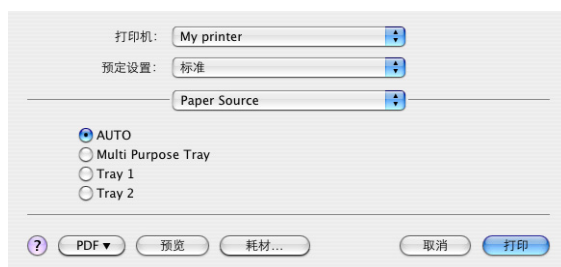 打印机: My printer
预定设置: 标准
Paper Source
AUTO
Multi Purpose Tray
Tray 1
Tray 2
? PDF▼ 预览 耗材... 取消 打印